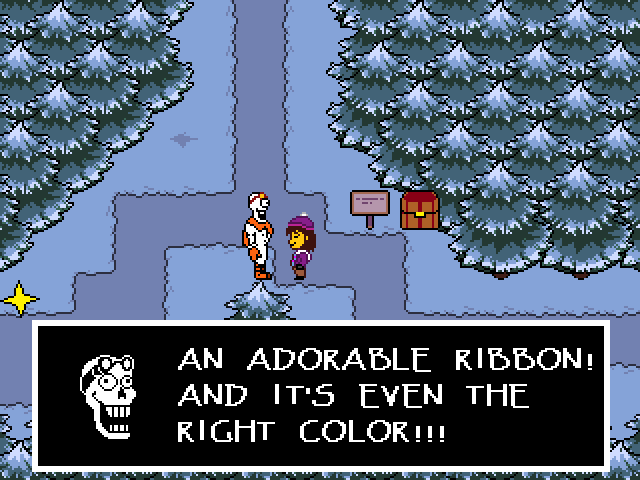 AN ADORABLE RIBBON!
AND IT'S EVEN THE
RIGHT COLOR!!!